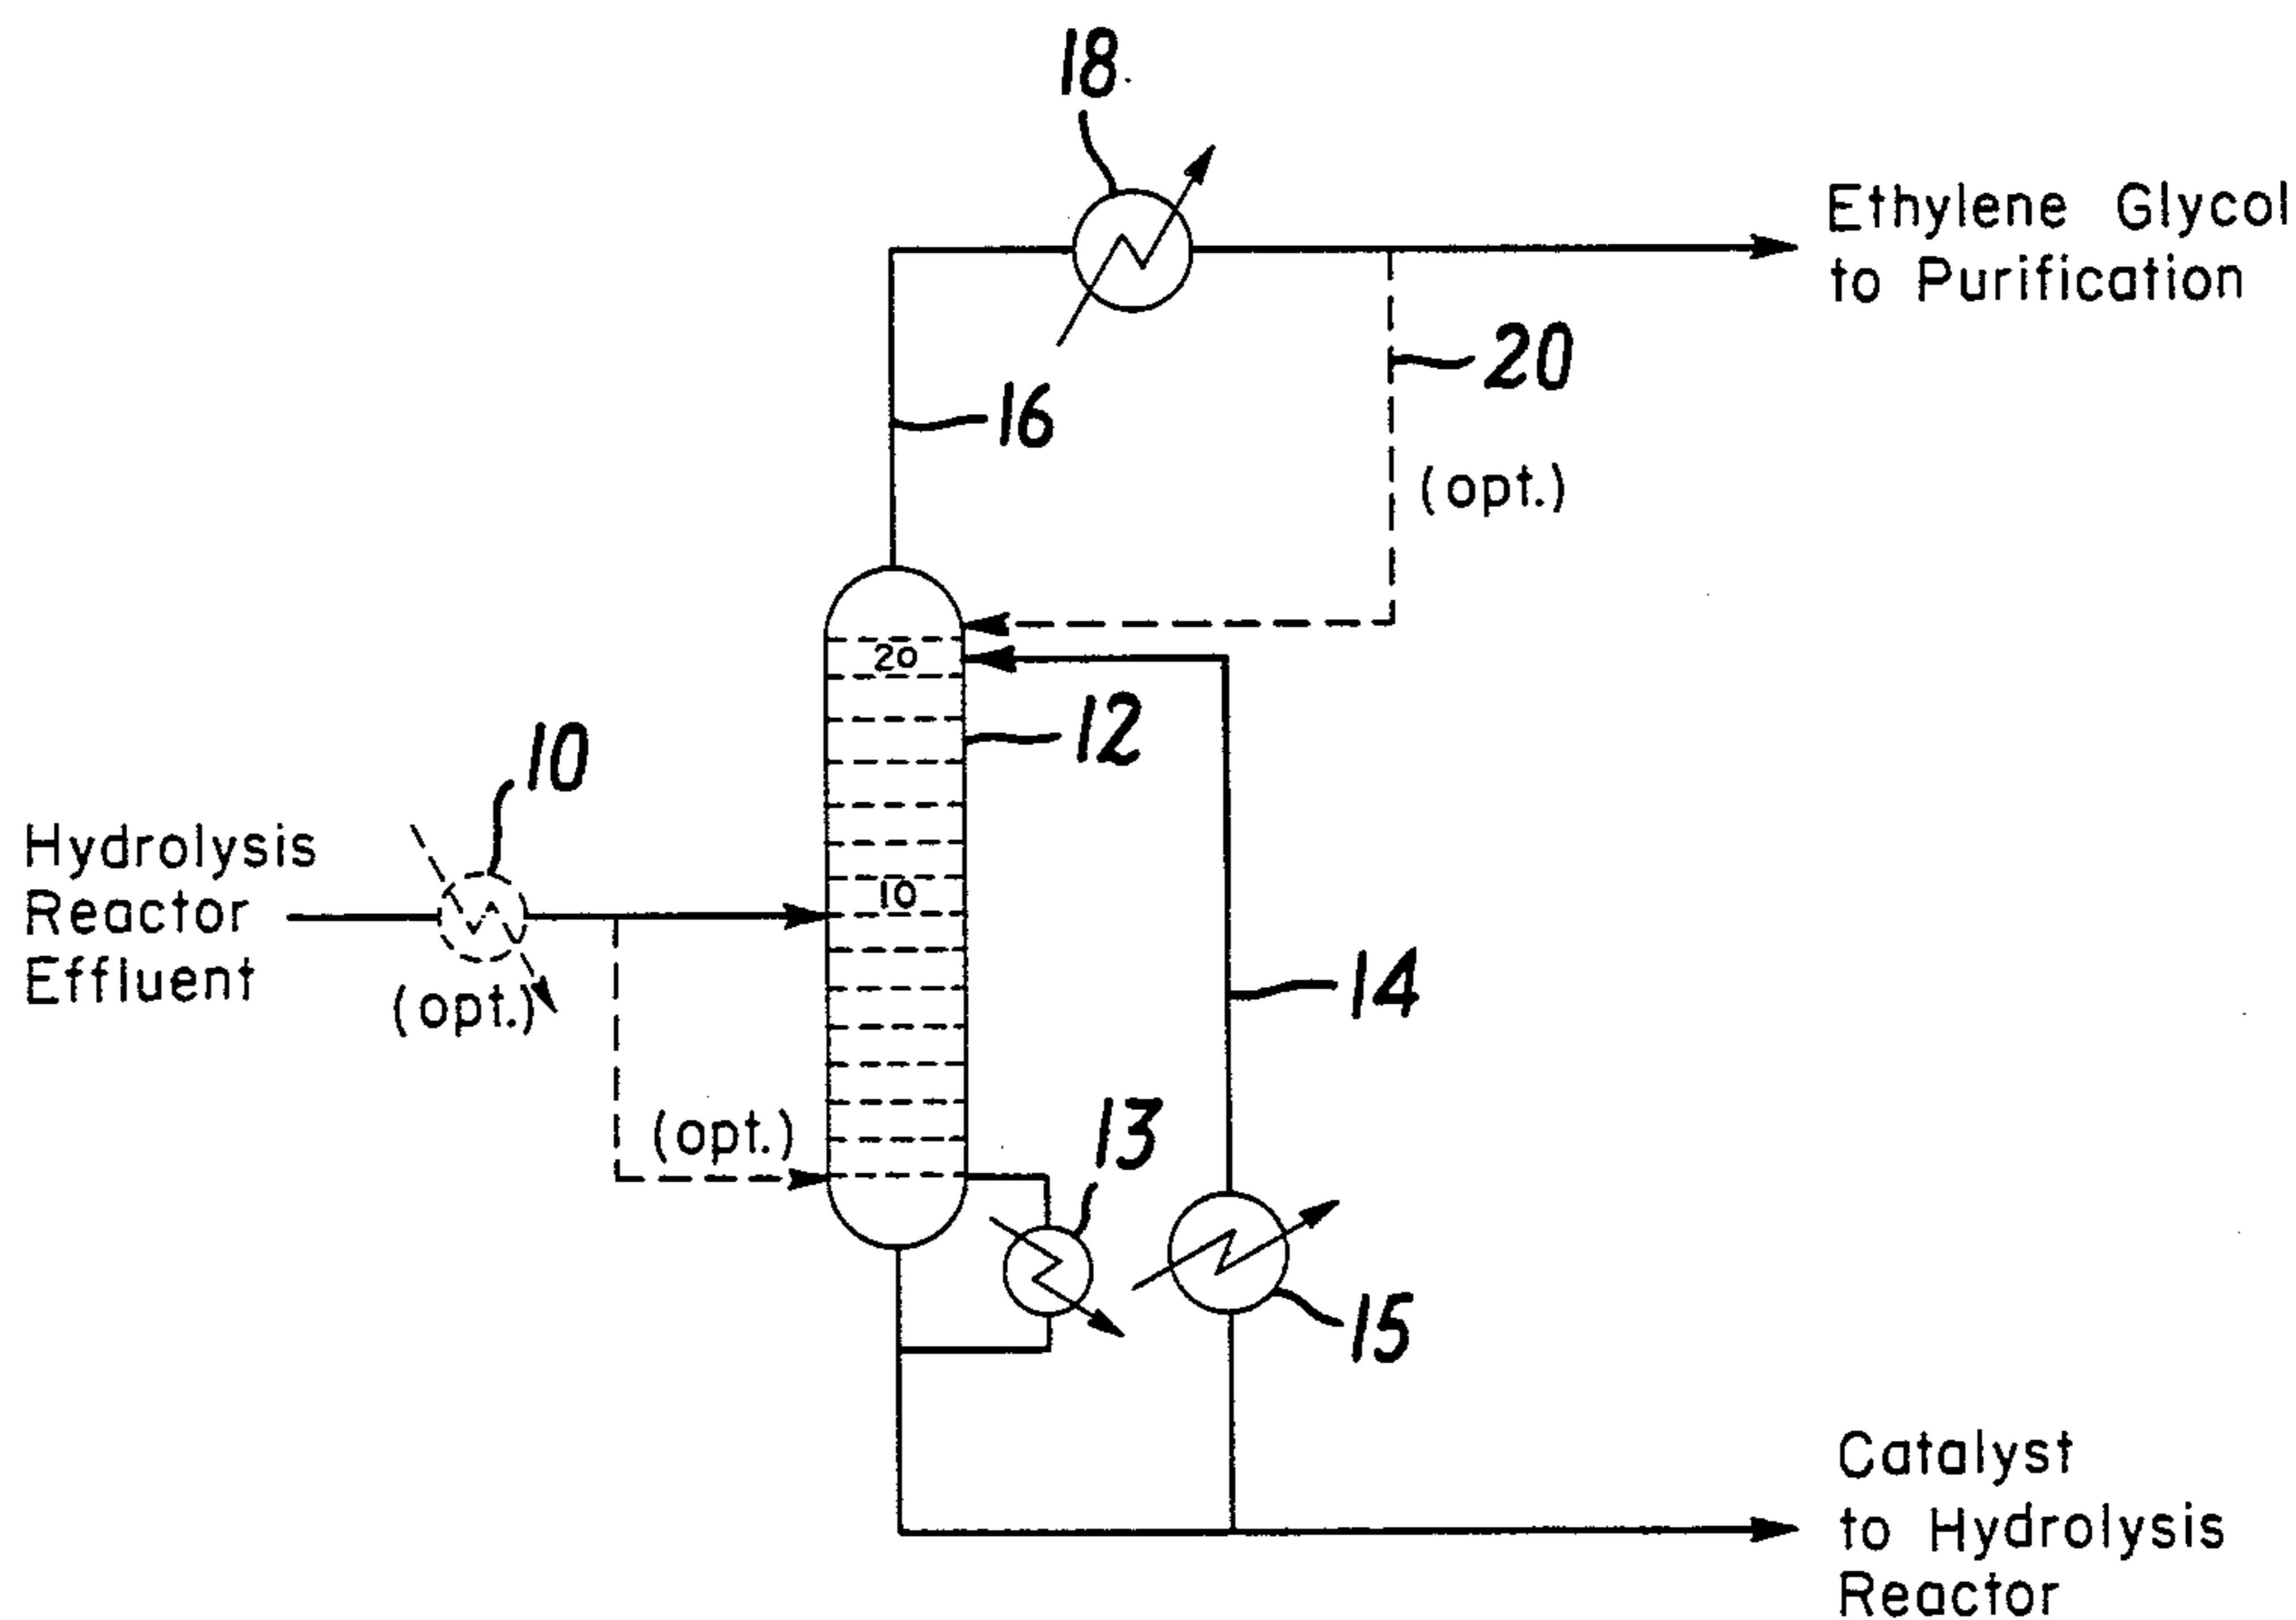 18
Ethylene Glycol
to Purification
20
16
(opt.)
20
12
10
Hydrolysis
Reactor
Effluent
10
(opt.)
14
(opt.)
13
15
Catalyst
to Hydrolysis
Reactor